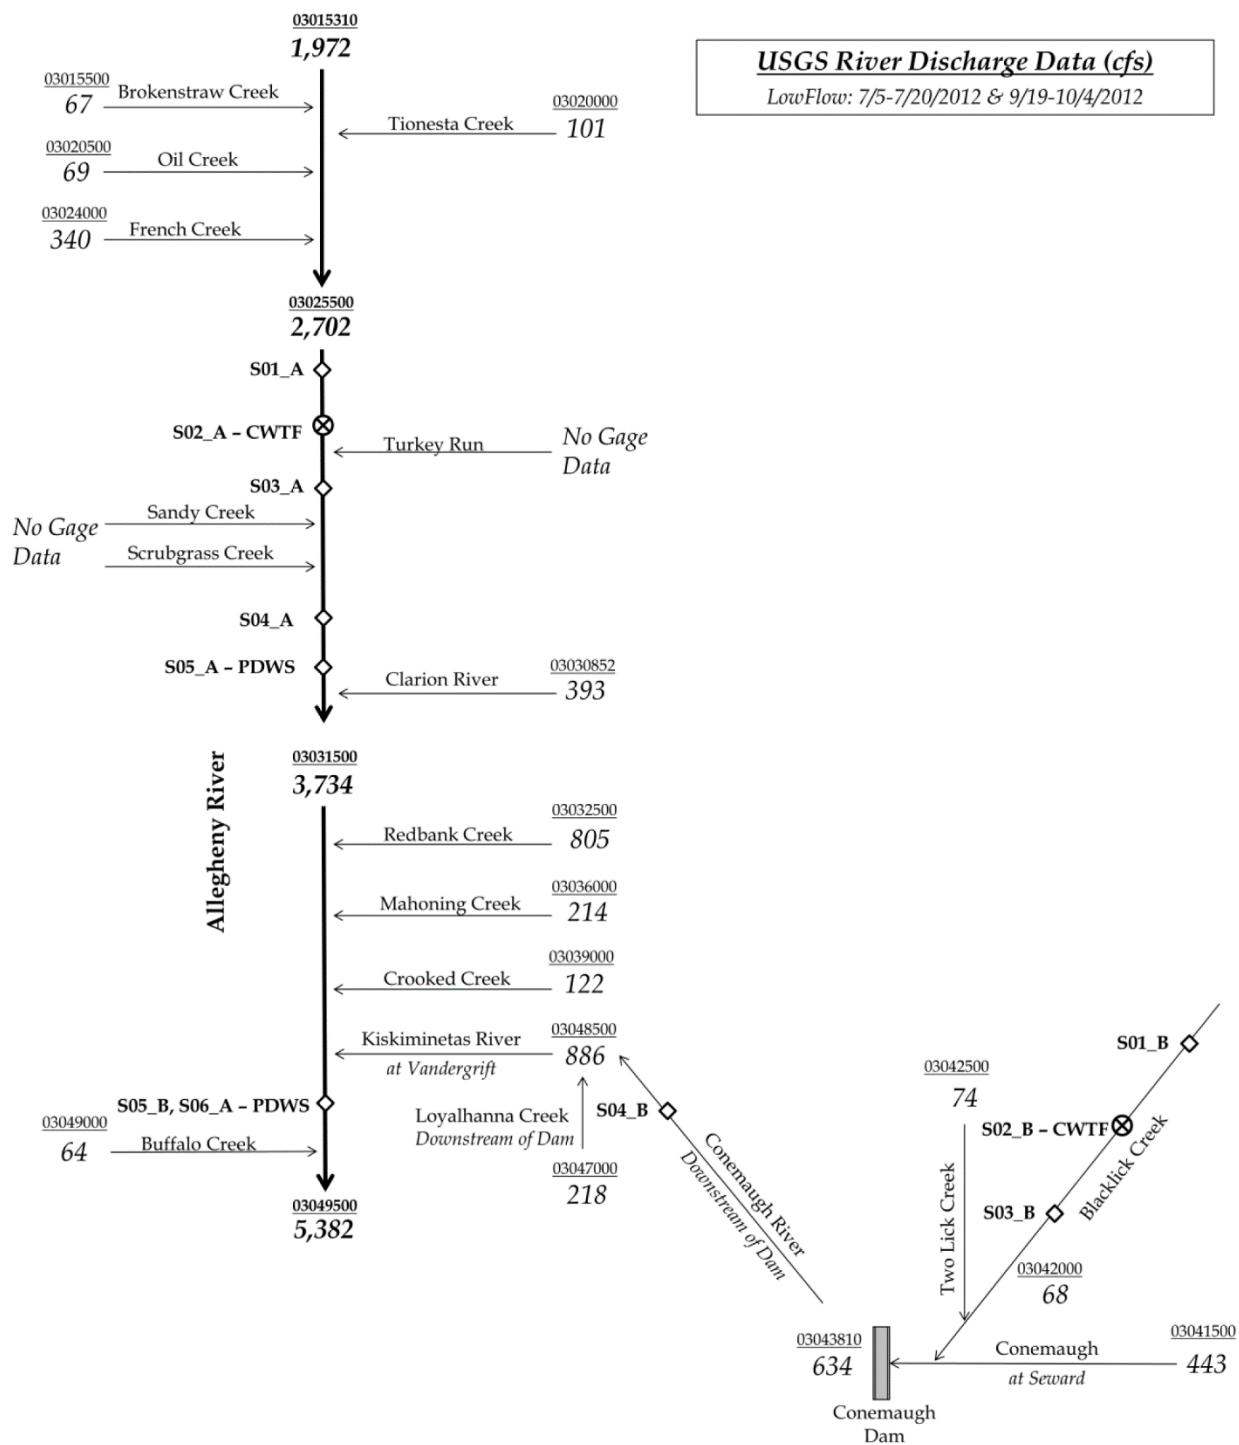 03015310
1,972
USGS River Discharge Data (cfs)
LowFlow: 7/5-7/20/2012 & 9/19-10/4/2012
03015500
67
Brokenstraw Creek
03020000
101
Tionesta Creek
03020500
69
Oil Creek
03024000
340
French Creek
03025500
2,702
S01_A
S02_A – CWTF
Turkey Run
No Gage
Data
S03_A
Sandy Creek
No Gage
Data
Scrubgrass Creek
S04_A
S05_A – PDWS
Clarion River
03030852
393
Allegheny River
03031500
3,734
Redbank Creek
03032500
805
Mahoning Creek
03036000
214
Crooked Creek
03039000
122
Kiskiminetas River
at Vandergrift
03048500
886
S05_B, S06_A – PDWS
03049000
64
Buffalo Creek
03049500
5,382
Loyalhanna Creek
Downstream of Dam
03047000
218
S04_B
Conemaugh River
Downstream of Dam
S01_B
03042500
74
S02_B – CWTF
Blacklick Creek
S03_B
Two Lick Creek
03042000
68
03043810
634
Conemaugh
at Seward
03041500
443
Conemaugh
Dam